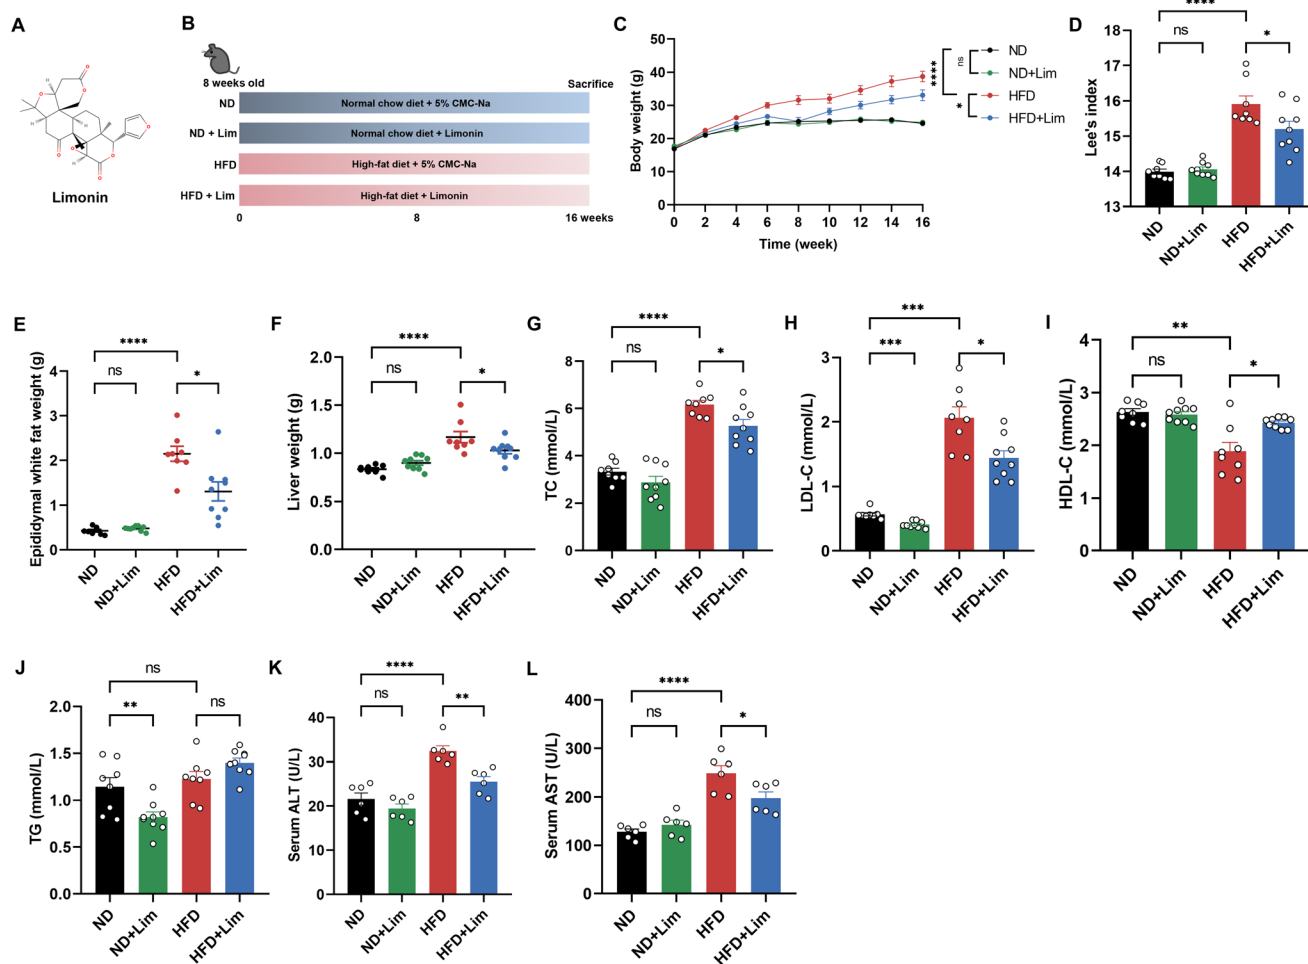 A
O
O
O
O
O
O
O
O
H
H
H
H
Limonin
B
8 weeks old
Sacrifice
ND
Normal chow diet + 5% CMC-Na
ND + Lim
Normal chow diet + Limonin
HFD
High-fat diet + 5% CMC-Na
HFD + Lim
High-fat diet + Limonin
0
8
16 weeks
C
Body weight (g)
50
40
30
20
10
0
0 2 4 6 8 10 12 14 16
Time (week)
ND
ND+Lim
HFD
HFD+Lim
****
ns
*
D
Lee's index
18
17
16
15
14
13
****
ns
*
ND
ND+Lim
HFD
HFD+Lim
E
Epididymal white fat weight (g)
4
3
2
1
0
****
ns
*
ND
ND+Lim
HFD
HFD+Lim
F
Liver weight (g)
2.0
1.5
1.0
0.5
0.0
****
ns
*
ND
ND+Lim
HFD
HFD+Lim
G
TC (mmol/L)
8
6
4
2
0
****
ns
*
ND
ND+Lim
HFD
HFD+Lim
H
LDL-C (mmol/L)
3
2
1
0
***
***
*
ND
ND+Lim
HFD
HFD+Lim
I
HDL-C (mmol/L)
4
3
2
1
0
**
ns
*
ND
ND+Lim
HFD
HFD+Lim
J
TG (mmol/L)
2.0
1.5
1.0
0.5
0.0
ns
**
ns
ND
ND+Lim
HFD
HFD+Lim
K
Serum ALT (U/L)
40
30
20
10
0
****
ns
**
ND
ND+Lim
HFD
HFD+Lim
L
Serum AST (U/L)
400
300
200
100
0
****
ns
*
ND
ND+Lim
HFD
HFD+Lim